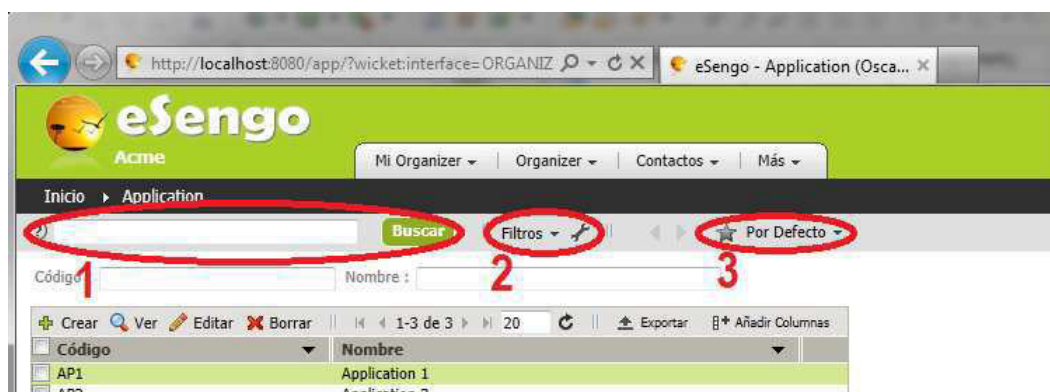 http://localhost:8080/app/?wicket:interface=ORGANIZ
eSengo - Application (Osca...
eSengo
Acme
Mi Organizer
Organizer
Contactos
Más
Inicio
Application
Buscar
Filtros
Por Defecto
1
2
3
Código
Nombre :
Crear
Ver
Editar
Borrar
1-3 de 3
20
Exportar
Añadir Columnas
Código
Nombre
AP1
Application 1